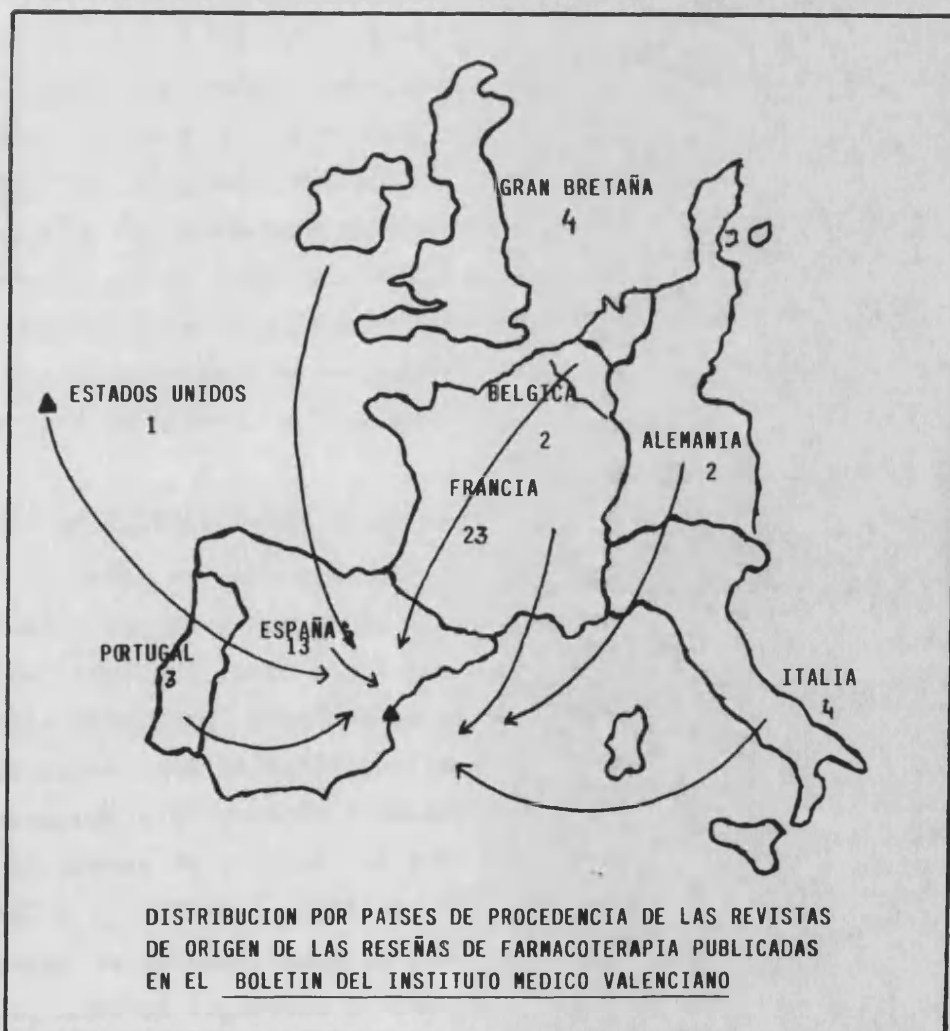 GRAN BRETAÑA
4
ESTADOS UNIDOS
1
BELGICA
2
ALEMANIA
2
FRANCIA
23
ESPAÑA
13
PORTUGAL
3
ITALIA
4
DISTRIBUCION POR PAISES DE PROCEDENCIA DE LAS REVISTAS
DE ORIGEN DE LAS RESEÑAS DE FARMACOTERAPIA PUBLICADAS
EN EL BOLETIN DEL INSTITUTO MEDICO VALENCIANO